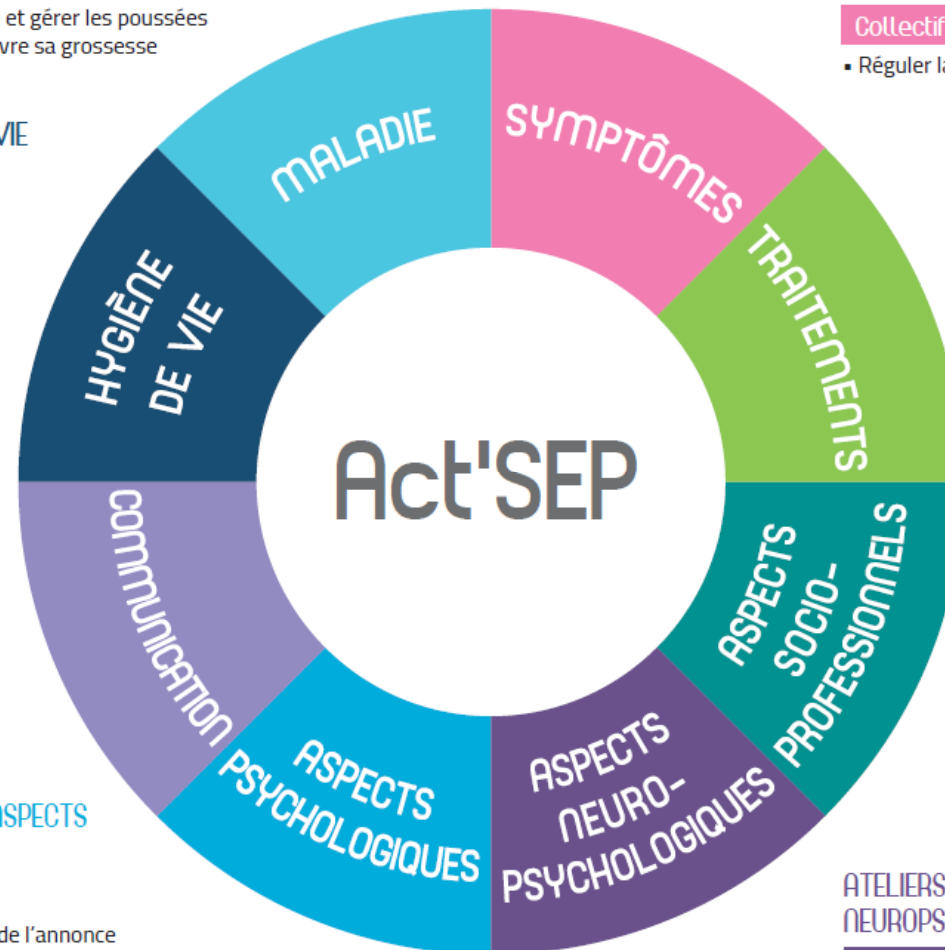 et gérer les poussées
vre sa grossesse
Collectif
▪ Réguler la
VIE
MALADIE
SYMPTÔMES
TRAITEMENTS
HYGIÈNE
DE VIE
Act'SEP
COMMUNICATION
ASPECTS
SOCIO-
PROFESSIONNELS
ASPECTS
PSYCHOLOGIQUES
ASPECTS
NEURO-
PSYCHOLOGIQUES
ASPECTS
de l'annonce
ATELIERS
NEUROPS